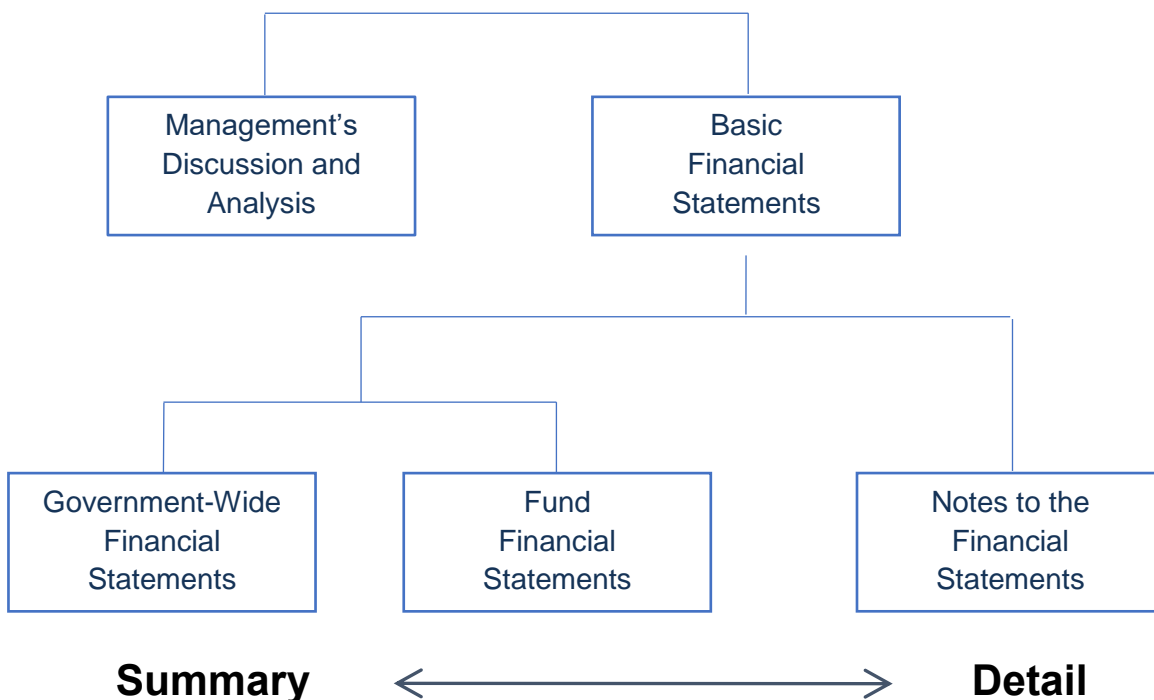 Management’s
Discussion and
Analysis
Basic
Financial
Statements
Government-Wide
Financial
Statements
Fund
Financial
Statements
Notes to the
Financial
Statements
Summary
Detail